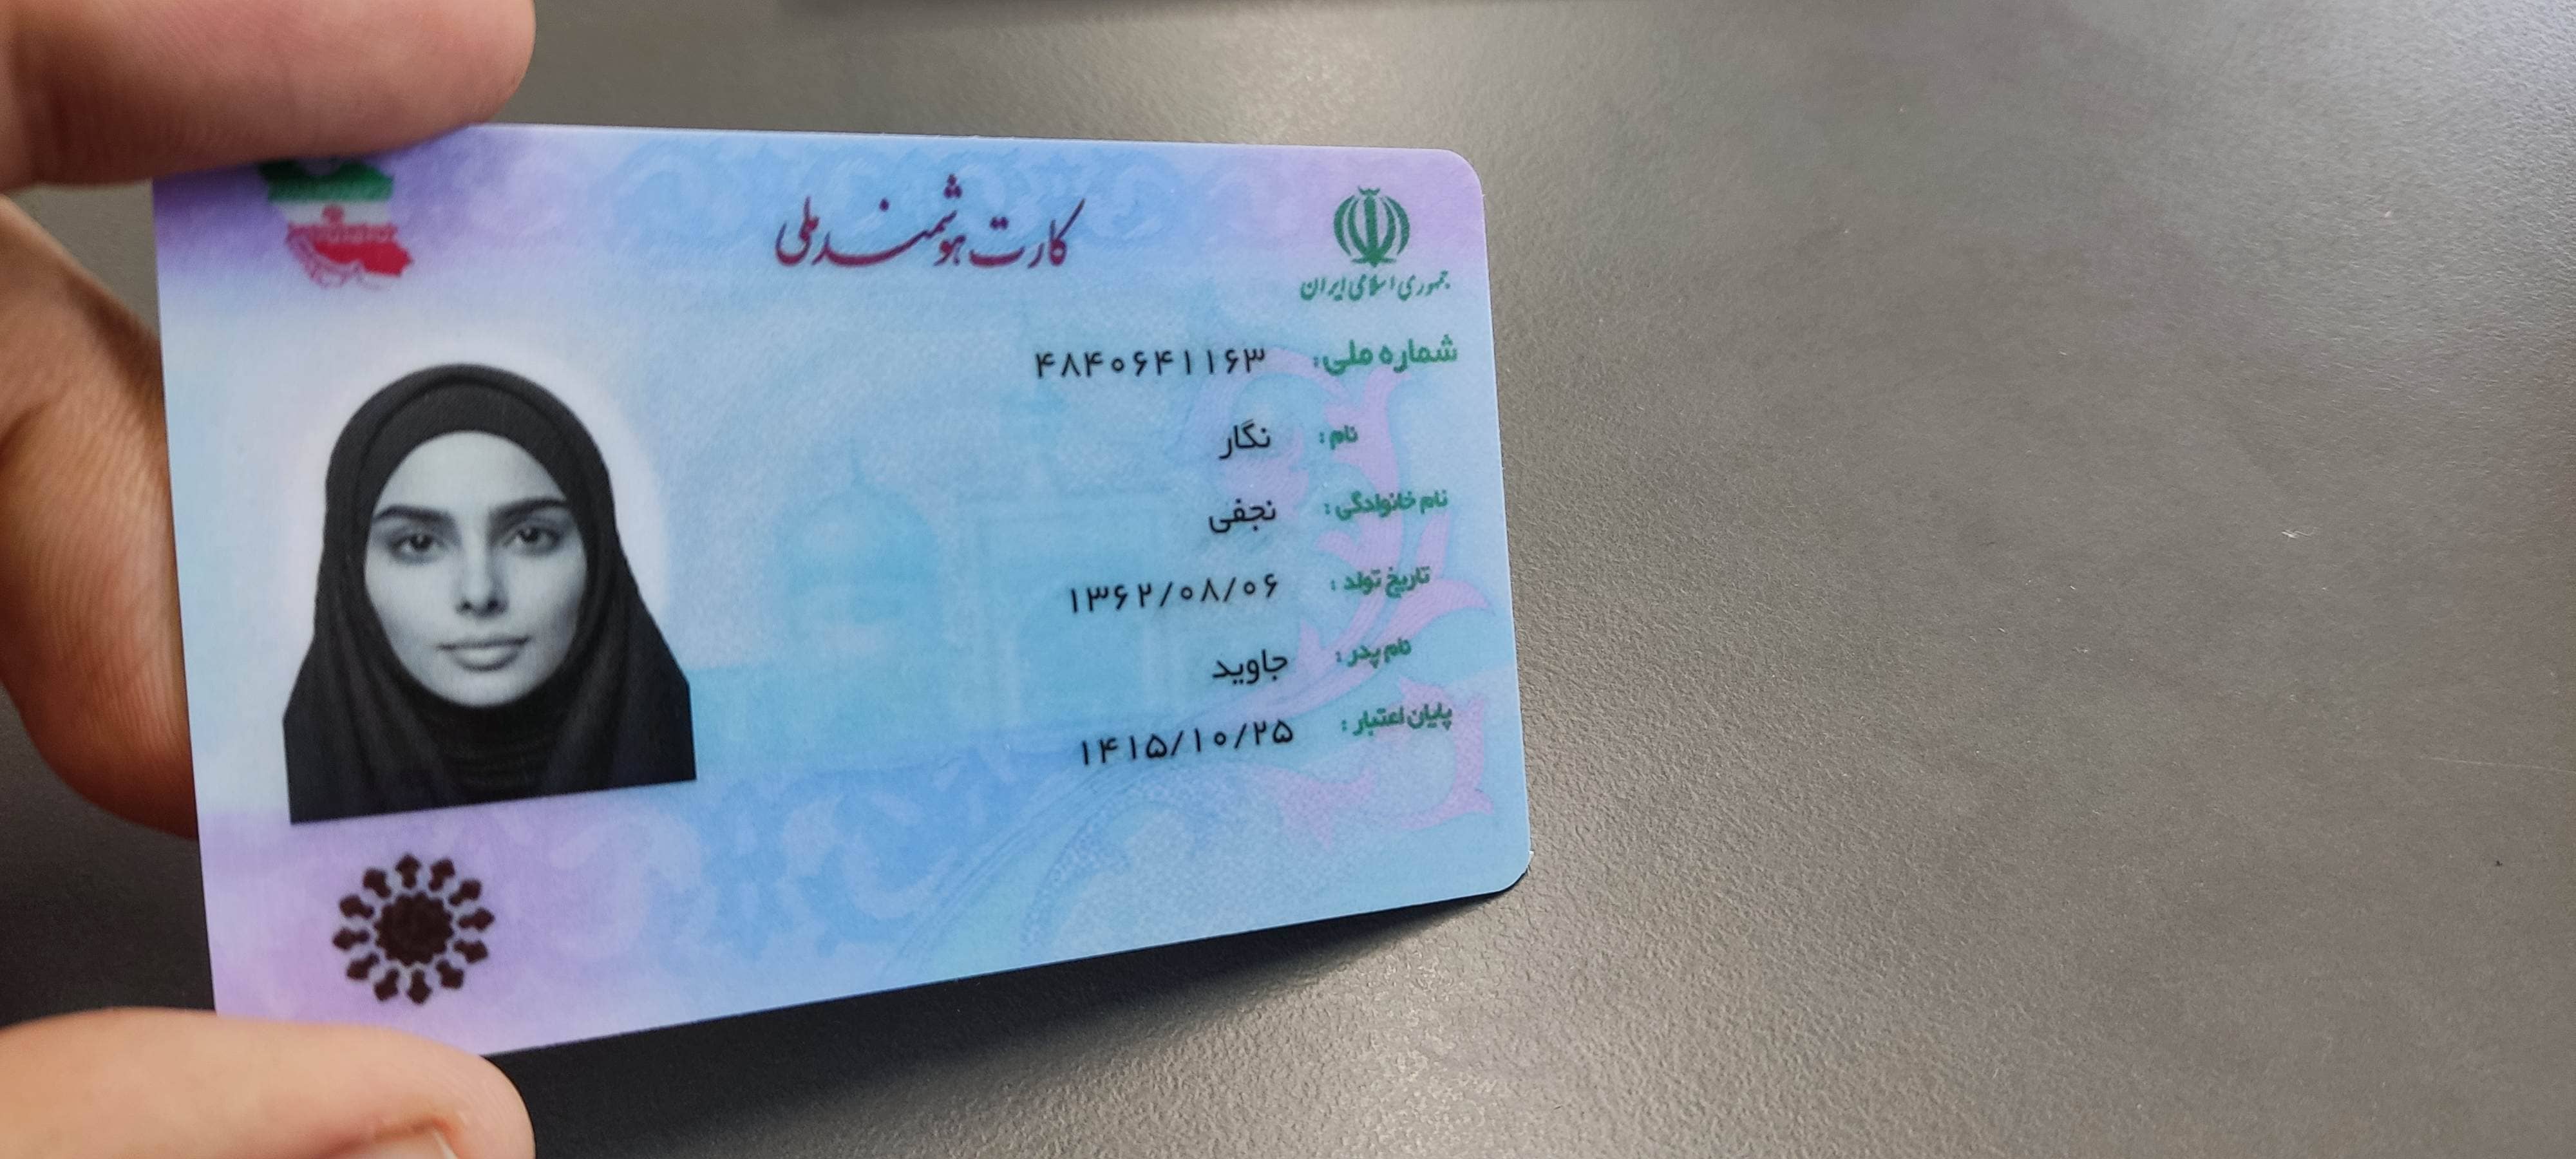 کارت هوشمند ملی
جمهوری اسلامی ایران
شماره ملی: ۴۸۴۰۶۴۱۱۶۳
نام: نگار
نام خانوادگی: نجفی
تاریخ تولد: ۱۳۶۲/۰۸/۰۶
نام پدر: جاوید
پایان اعتبار: ۱۴۱۵/۱۰/۲۵